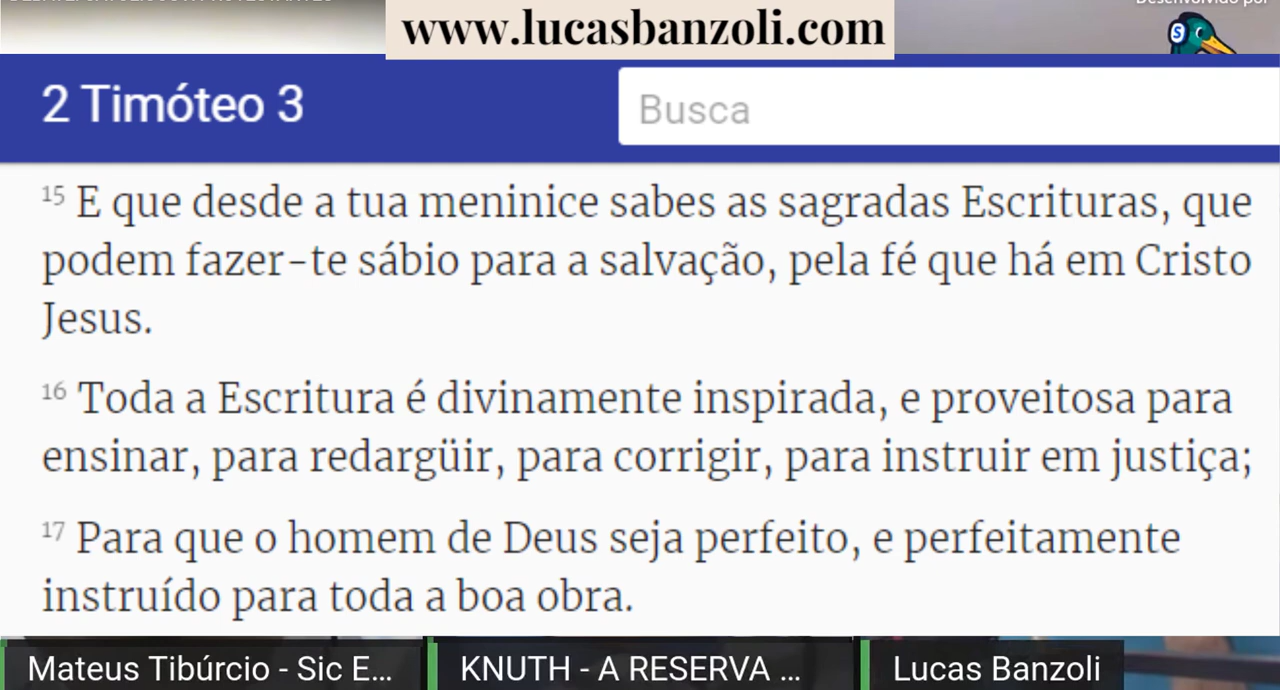 www.lucasbanzoli.com
Desenvolvido por
S
2 Timóteo 3
Busca
15 E que desde a tua meninice sabes as sagradas Escrituras, que
podem fazer-te sábio para a salvação, pela fé que há em Cristo
Jesus.
16 Toda a Escritura é divinamente inspirada, e proveitosa para
ensinar, para redargüir, para corrigir, para instruir em justiça;
17 Para que o homem de Deus seja perfeito, e perfeitamente
instruído para toda a boa obra.
Mateus Tibúrcio - Sic E...
KNUTH - A RESERVA ...
Lucas Banzoli